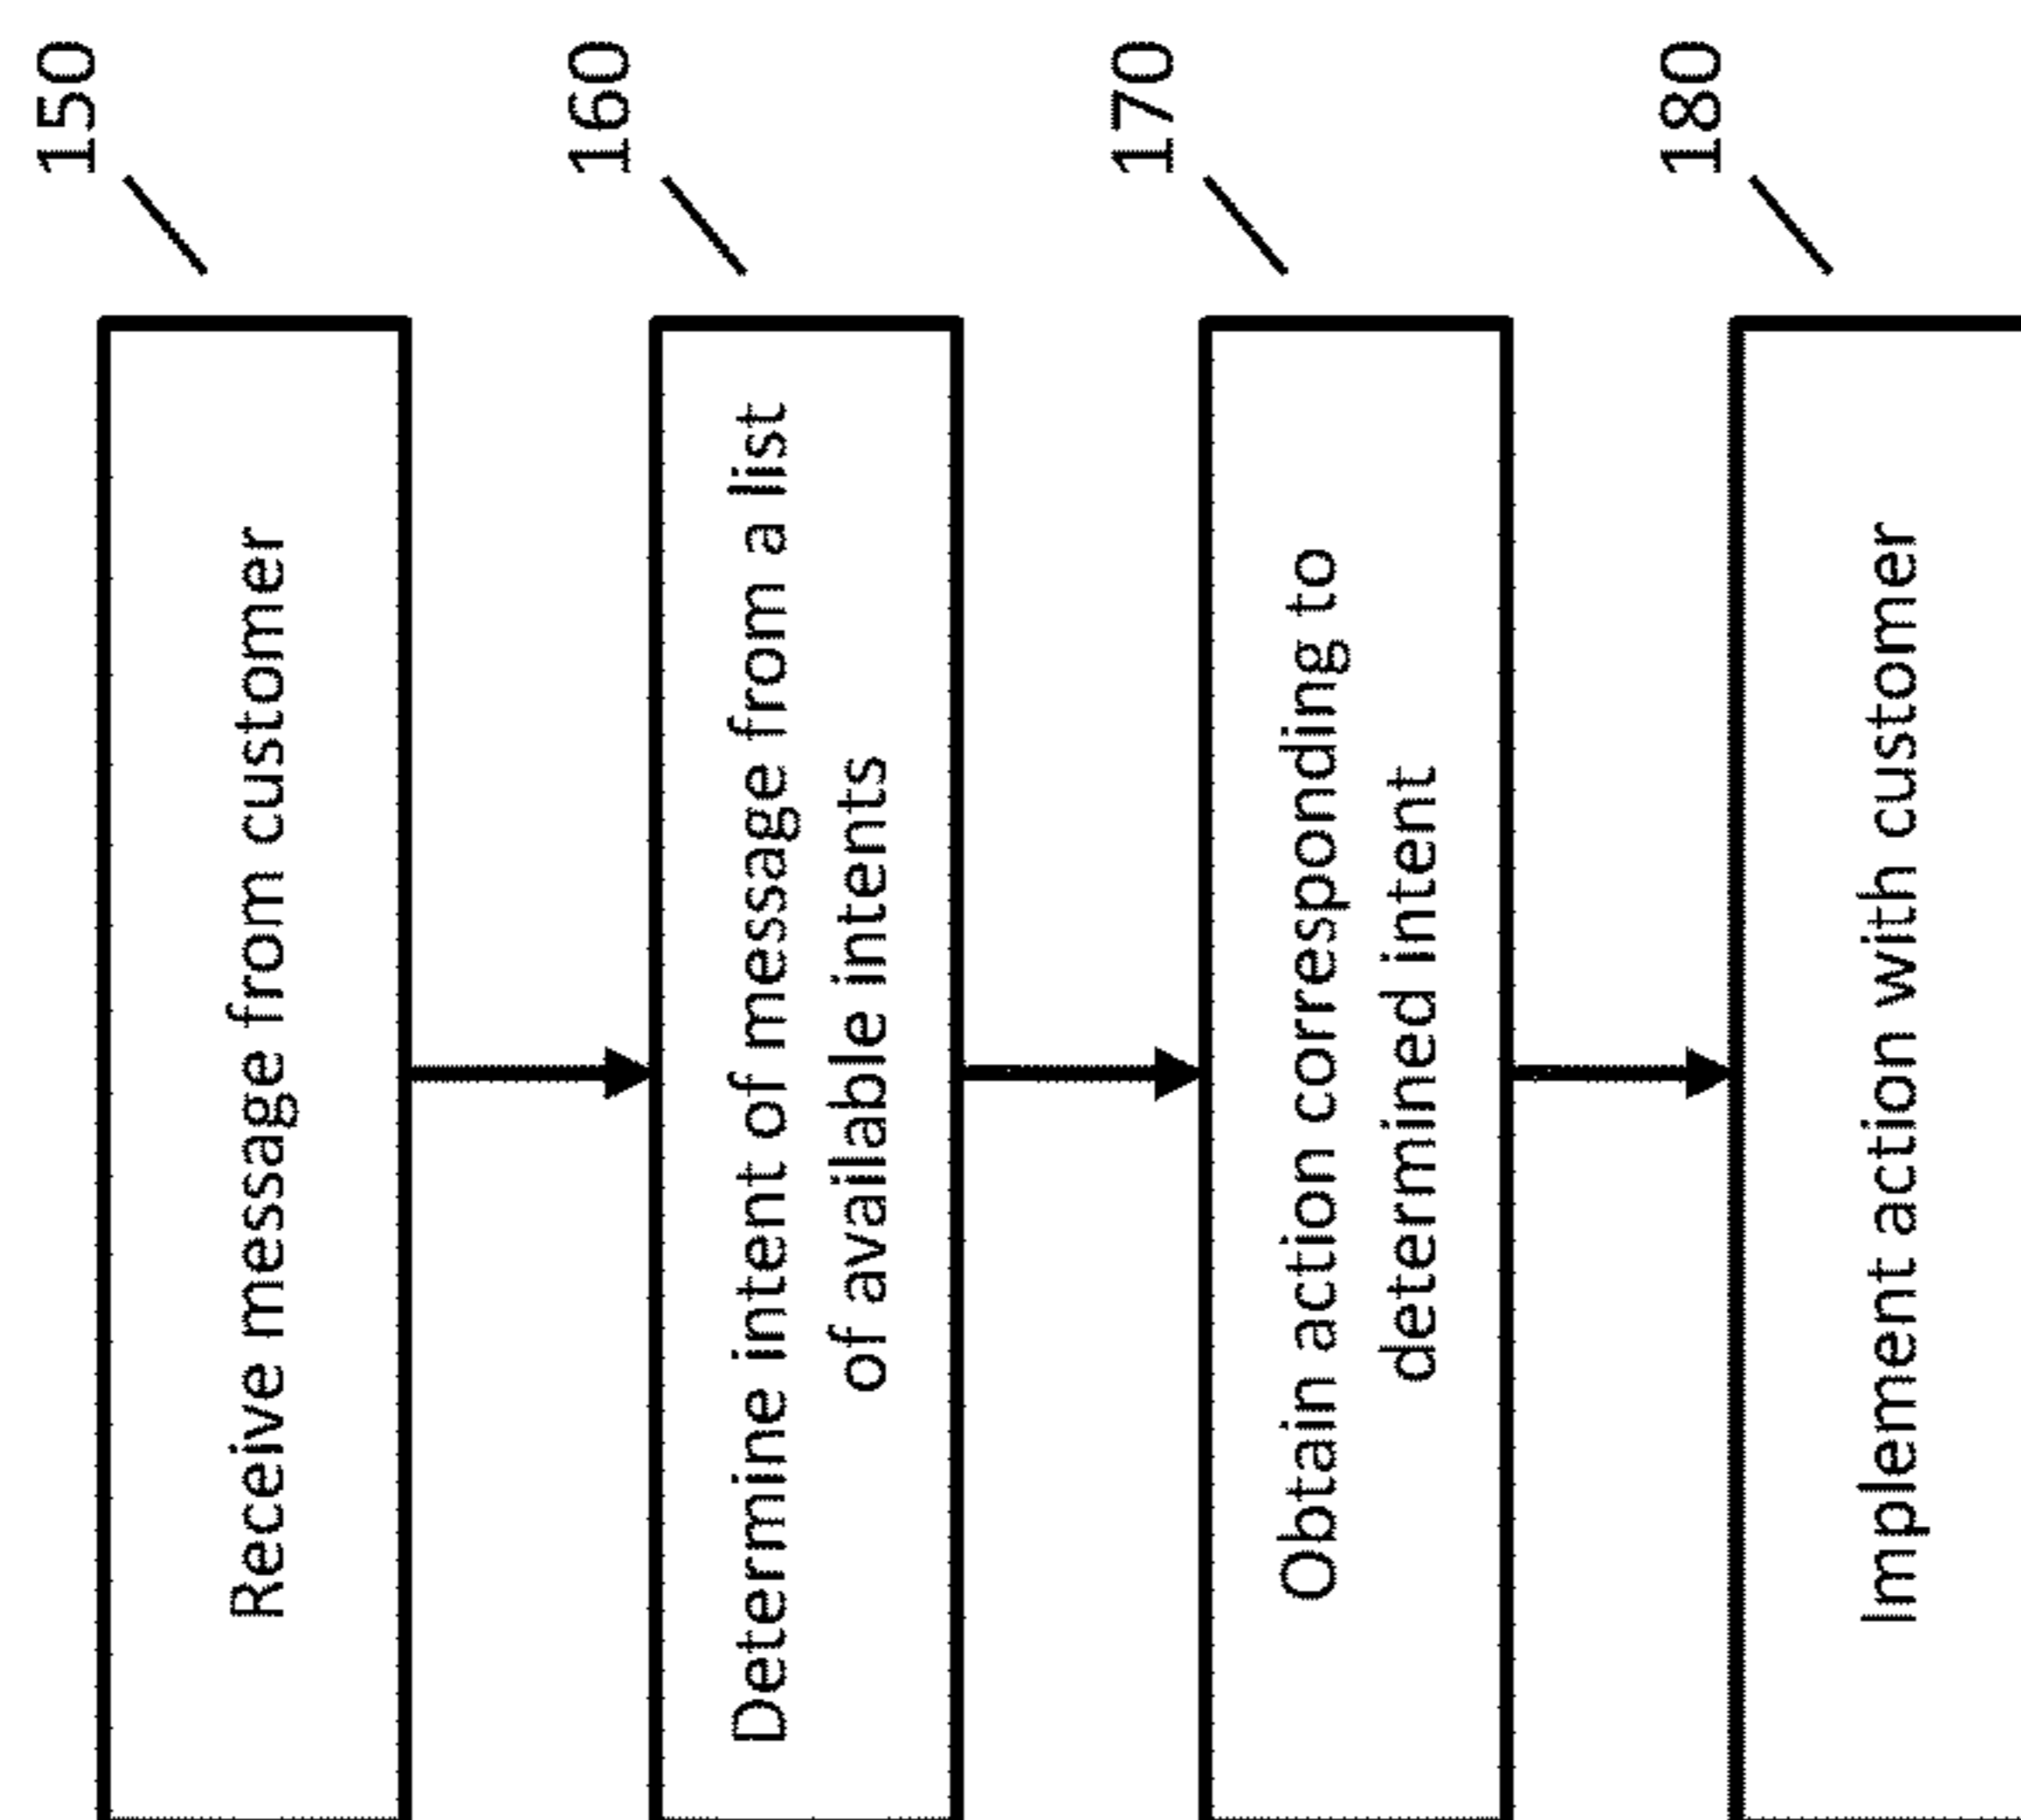 150
Receive message from customer
160
Determine intent of message from a list
of available intents
170
Obtain action corresponding to
determined intent
180
Implement action with customer